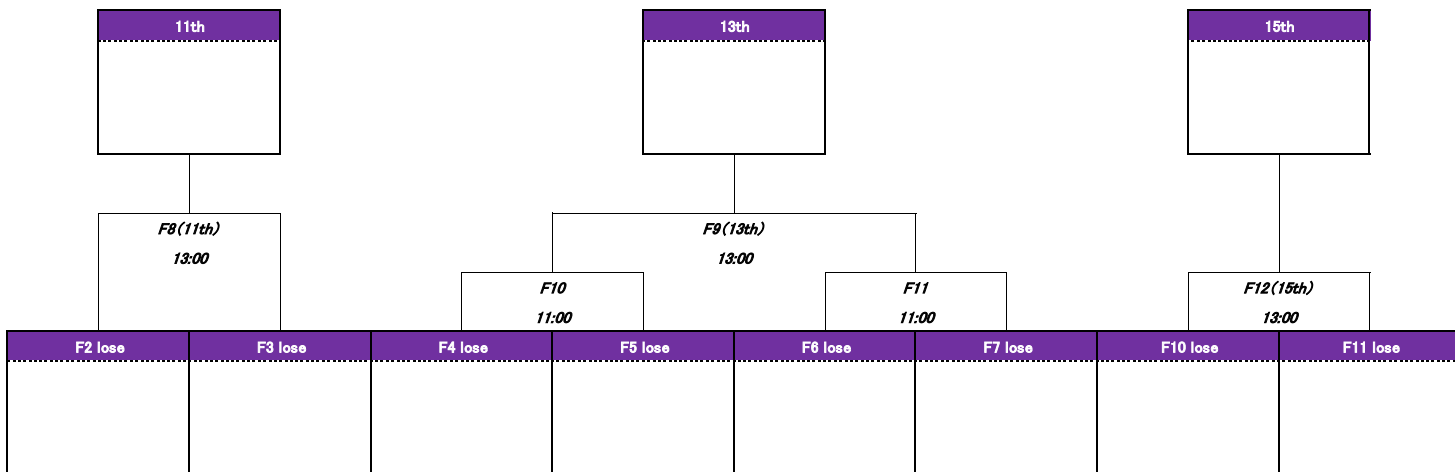 11th
13th
15th
F8(11th)
F9(13th)
13:00
13:00
F10
F11
F12(15th)
11:00
11:00
13:00
F2 lose
F3 lose
F4 lose
F5 lose
F6 lose
F7 lose
F10 lose
F11 lose